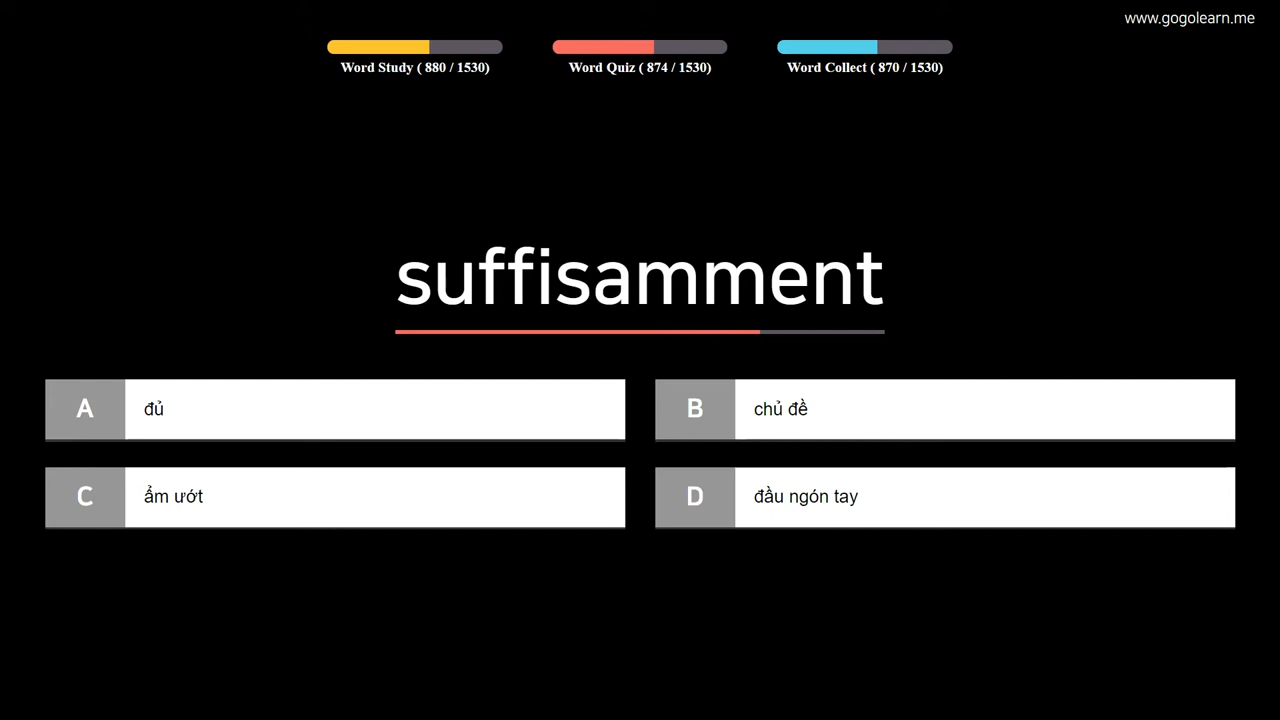 www.gogolearn.me
Word Study ( 880 / 1530)
Word Quiz ( 874 / 1530)
Word Collect ( 870 / 1530)
suffisamment
A đủ
B chủ đề
C ẩm ướt
D đầu ngón tay